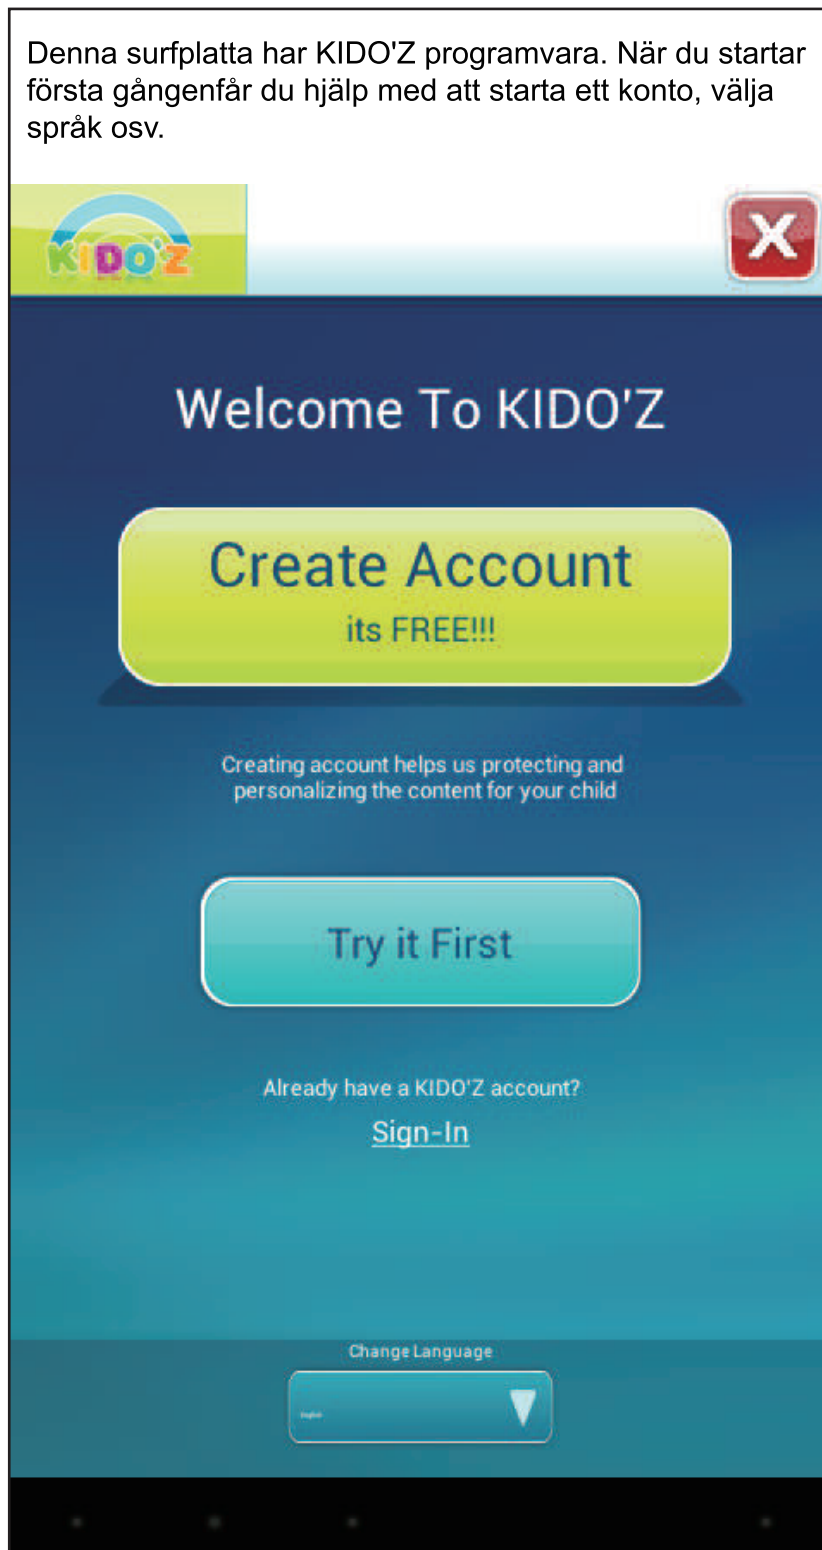 Denna surfplatta har KIDO'Z programvara. När du startar
första gångenfår du hjälp med att starta ett konto, välja
språk osv.
KIDO'Z
X
Welcome To KIDO'Z
Create Account
its FREE!!!
Creating account helps us protecting and
personalizing the content for your child
Try it First
Already have a KIDO'Z account?
Sign-In
Change Language
English